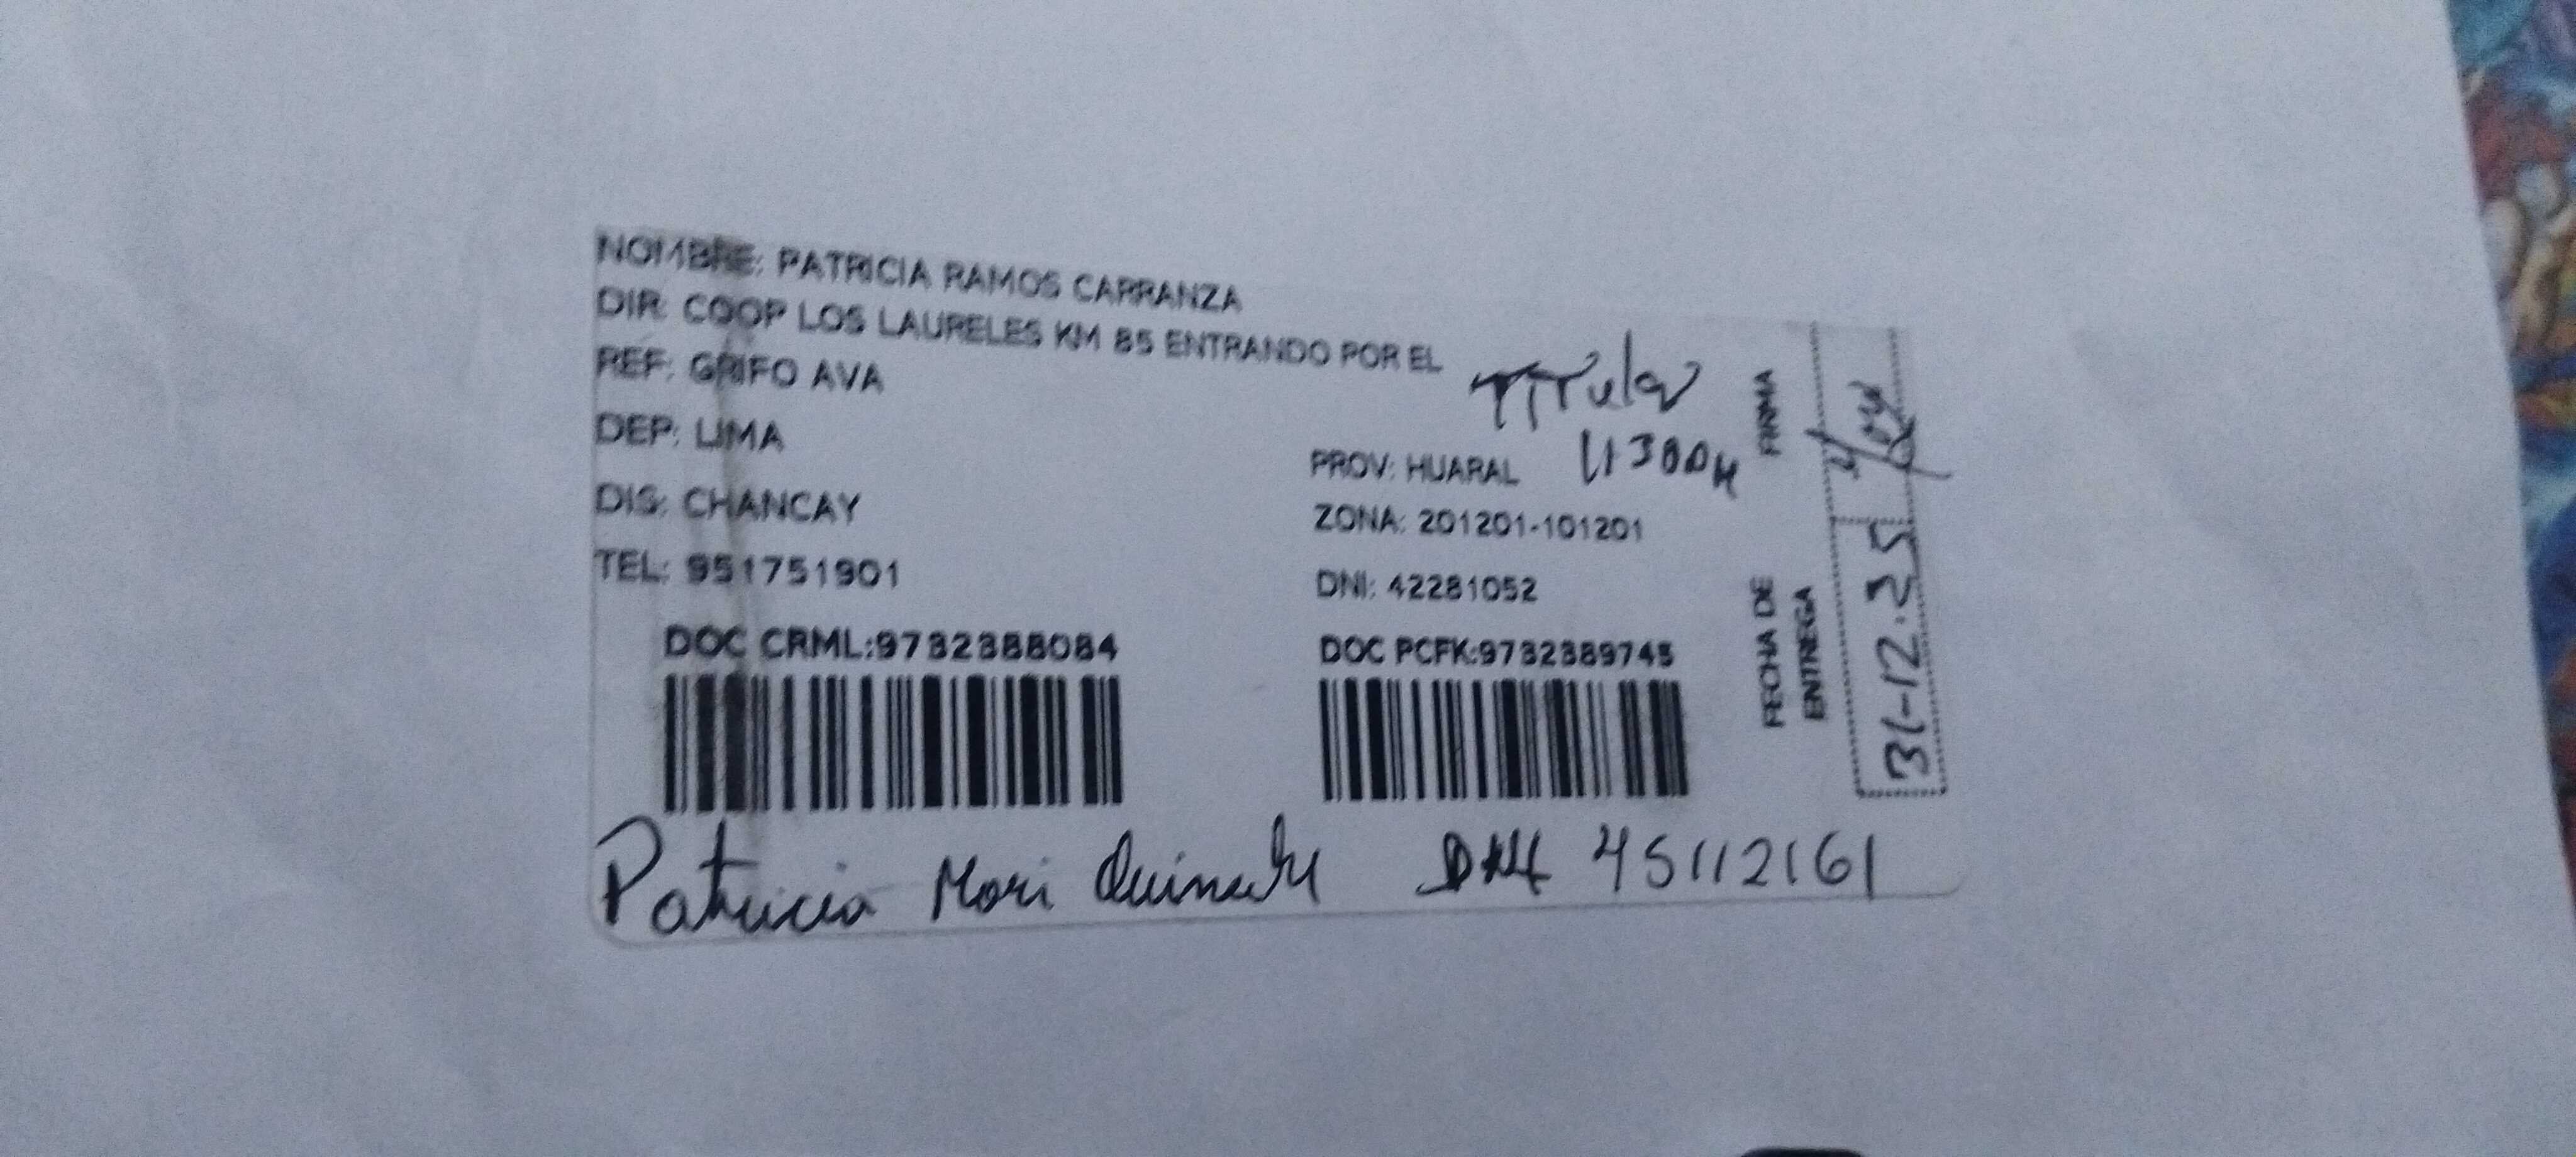 NOMBRE: PATRICIA RAMOS CARRANZA
DIR: COOP LOS LAURELES KM 85 ENTRANDO POR EL
REF: GRIFO AVA
Titular
DEP: LIMA
PROV: HUARAL
DIS: CHANCAY
ZONA: 201201-101201
TEL: 951751901
DNI: 42281052
DOC CRML:9732388084
DOC PCFK:9732389745
FIRMA
FECHA DE
ENTREGA
31-12.25
Patricia Mori
DNI 45112161